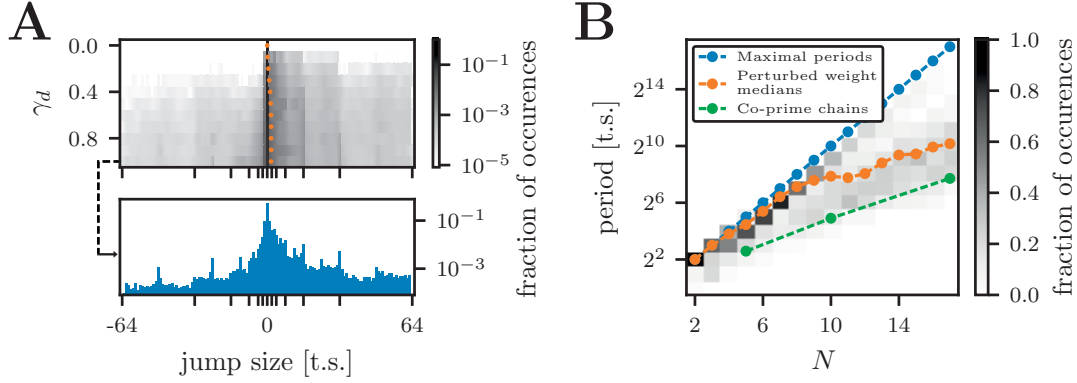 A
0.0
0.4
0.8
γ_d
10^−1
10^−3
10^−5
fraction of occurences
10^−1
10^−3
-64
0
64
jump size [t.s.]
B
Maximal periods
Perturbed weight
medians
Co-prime chains
2^14
2^10
2^6
2^2
period [t.s.]
2
6
10
14
N
1.0
0.8
0.6
0.4
0.2
0.0
fraction of occurences